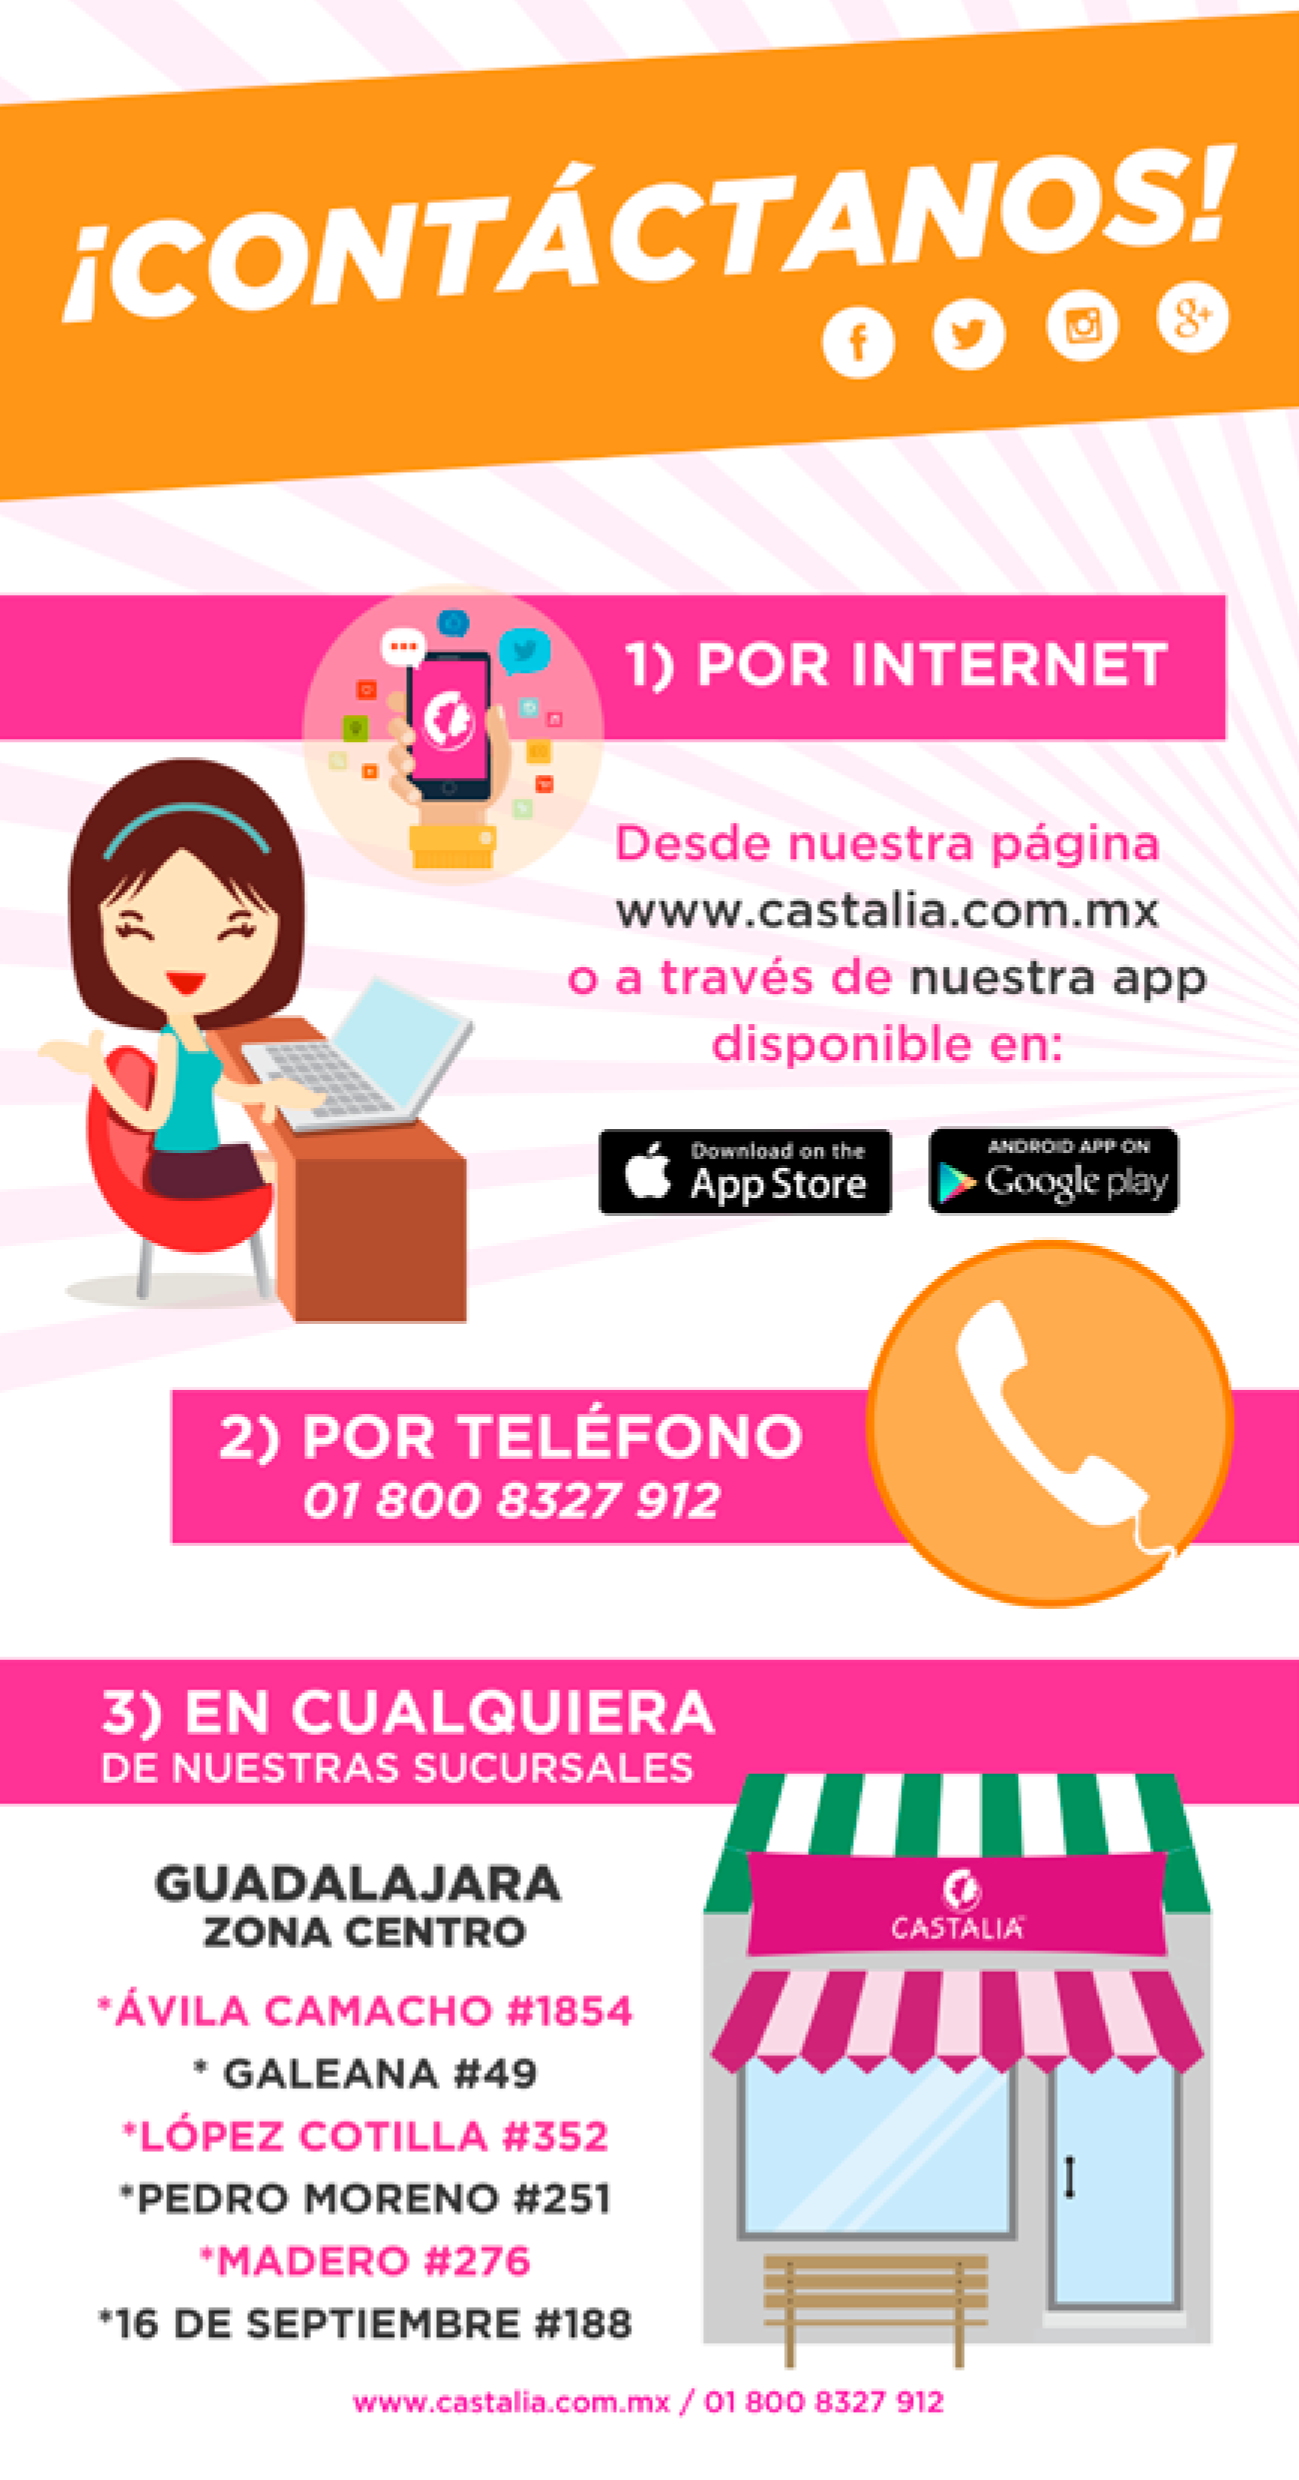 ¡CONTÁCTANOS!
1) POR INTERNET
Desde nuestra página
www.castalia.com.mx
o a través de nuestra app
disponible en:
Download on the
App Store
ANDROID APP ON
Google play
2) POR TELÉFONO
01 800 8327 912
3) EN CUALQUIERA
DE NUESTRAS SUCURSALES
CASTALIA
GUADALAJARA
ZONA CENTRO
*ÁVILA CAMACHO #1854
* GALEANA #49
*LÓPEZ COTILLA #352
*PEDRO MORENO #251
*MADERO #276
*16 DE SEPTIEMBRE #188
www.castalia.com.mx / 01 800 8327 912